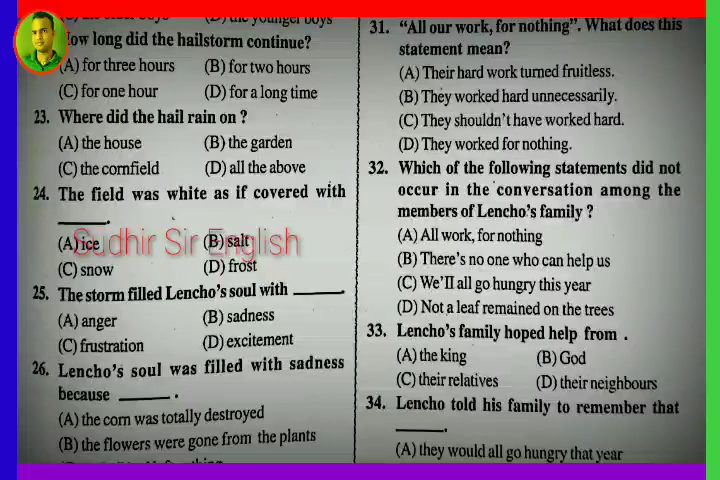 (D) the younger boys
How long did the hailstorm continue?
(A) for three hours (B) for two hours
(C) for one hour (D) for a long time
23. Where did the hail rain on ?
(A) the house (B) the garden
(C) the cornfield (D) all the above
24. The field was white as if covered with
______.
(A) ice (B) salt
Sudhir Sir English
(C) snow (D) frost
25. The storm filled Lencho's soul with ______.
(A) anger (B) sadness
(C) frustration (D) excitement
26. Lencho's soul was filled with sadness
because ______ .
(A) the corn was totally destroyed
(B) the flowers were gone from the plants
31. “All our work, for nothing”. What does this
statement mean?
(A) Their hard work turned fruitless.
(B) They worked hard unnecessarily.
(C) They shouldn't have worked hard.
(D) They worked for nothing.
32. Which of the following statements did not
occur in the conversation among the
members of Lencho's family ?
(A) All work, for nothing
(B) There's no one who can help us
(C) We'll all go hungry this year
(D) Not a leaf remained on the trees
33. Lencho's family hoped help from .
(A) the king (B) God
(C) their relatives (D) their neighbours
34. Lencho told his family to remember that
______.
(A) they would all go hungry that year